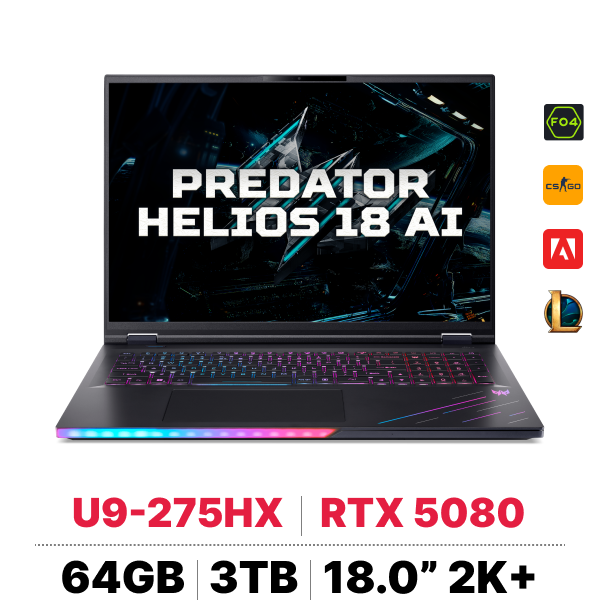 PREDATOR
HELIOS 18 AI
FO4
CS GO
U9-275HX | RTX 5080
64GB | 3TB | 18.0” 2K+